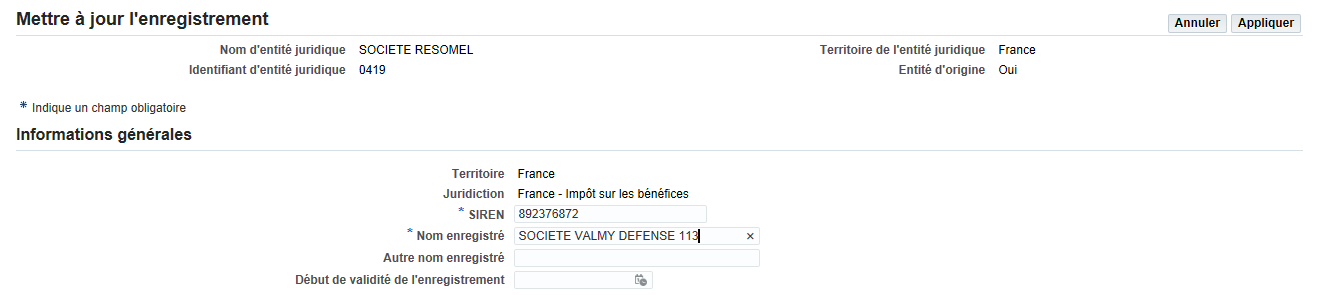 Mettre à jour l'enregistrement
Annuler Appliquer
Nom d'entité juridique SOCIETE RESOMEL Territoire de l'entité juridique France
Identifiant d'entité juridique 0419 Entité d'origine Oui
* Indique un champ obligatoire
Informations générales
Territoire France
Juridiction France - Impôt sur les bénéfices
* SIREN 892376872
* Nom enregistré SOCIETE VALMY DEFENSE 113 ×
Autre nom enregistré
Début de validité de l'enregistrement